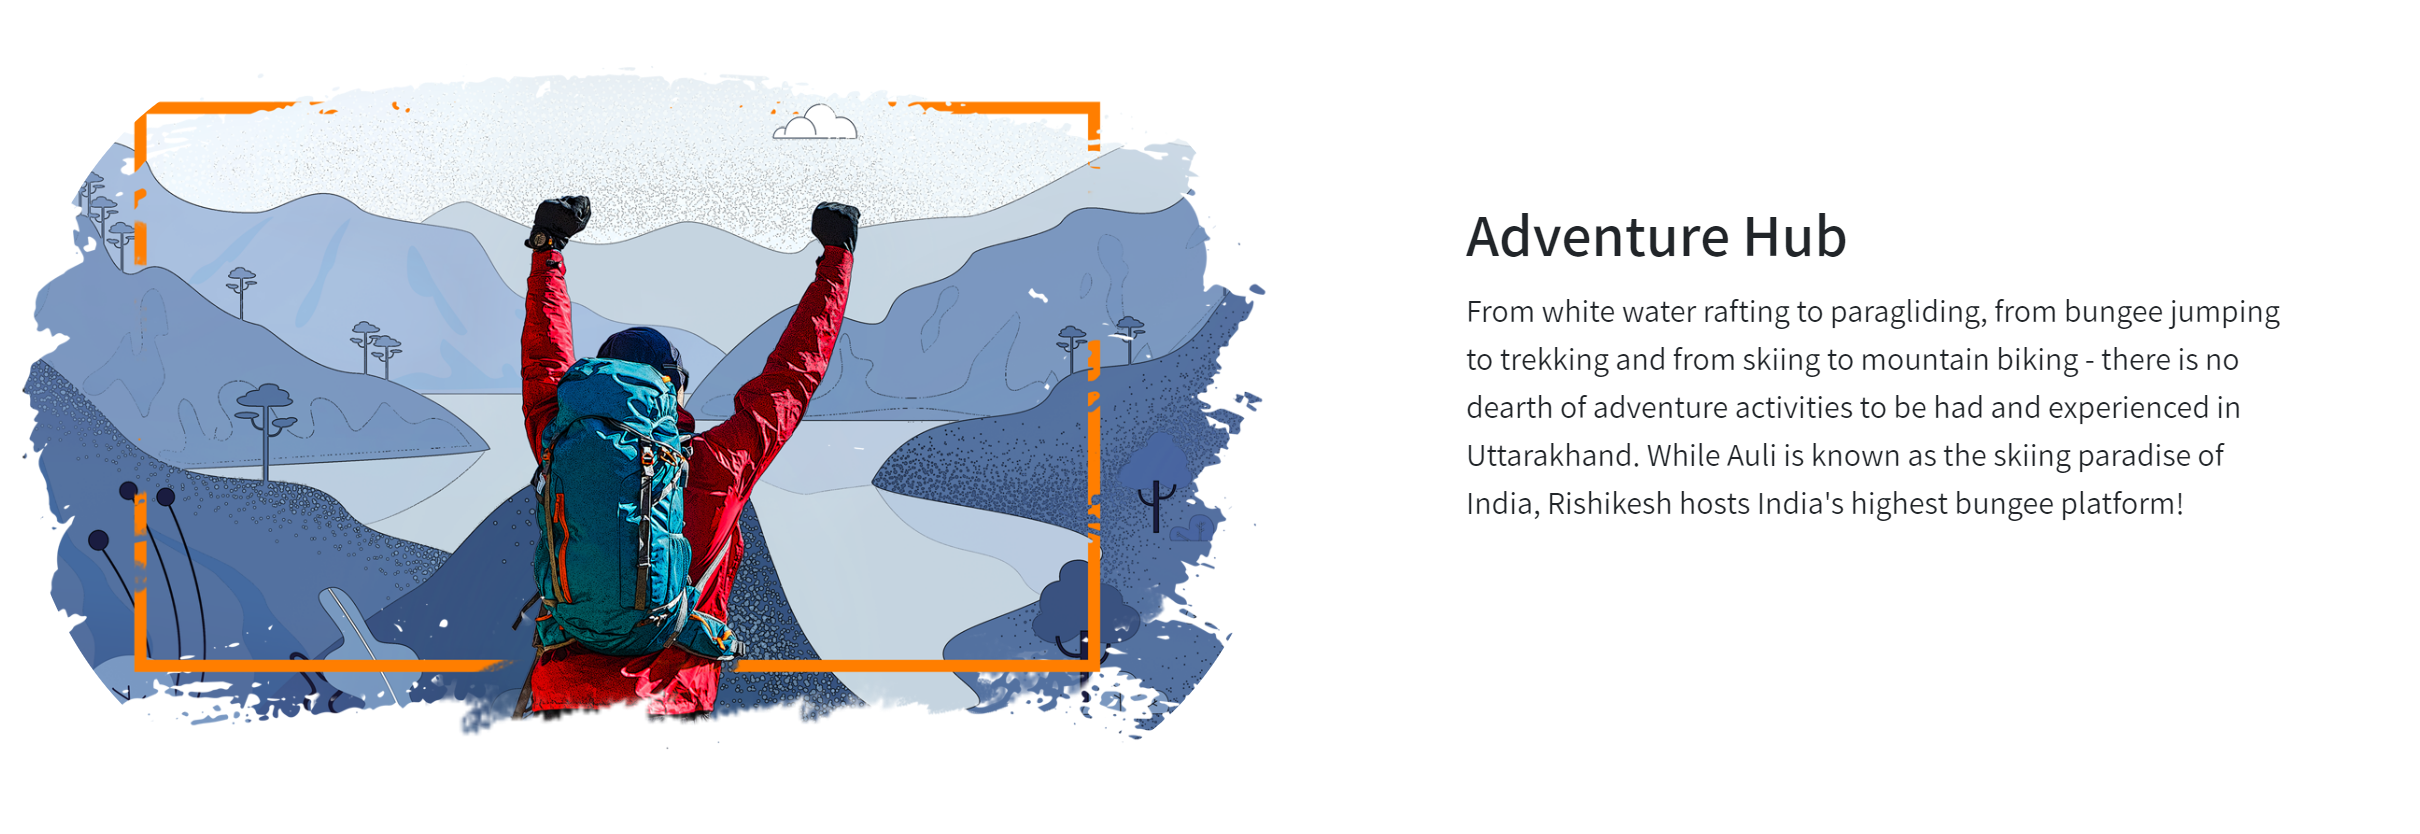 Adventure Hub
From white water rafting to paragliding, from bungee jumping
to trekking and from skiing to mountain biking - there is no
dearth of adventure activities to be had and experienced in
Uttarakhand. While Auli is known as the skiing paradise of
India, Rishikesh hosts India's highest bungee platform!